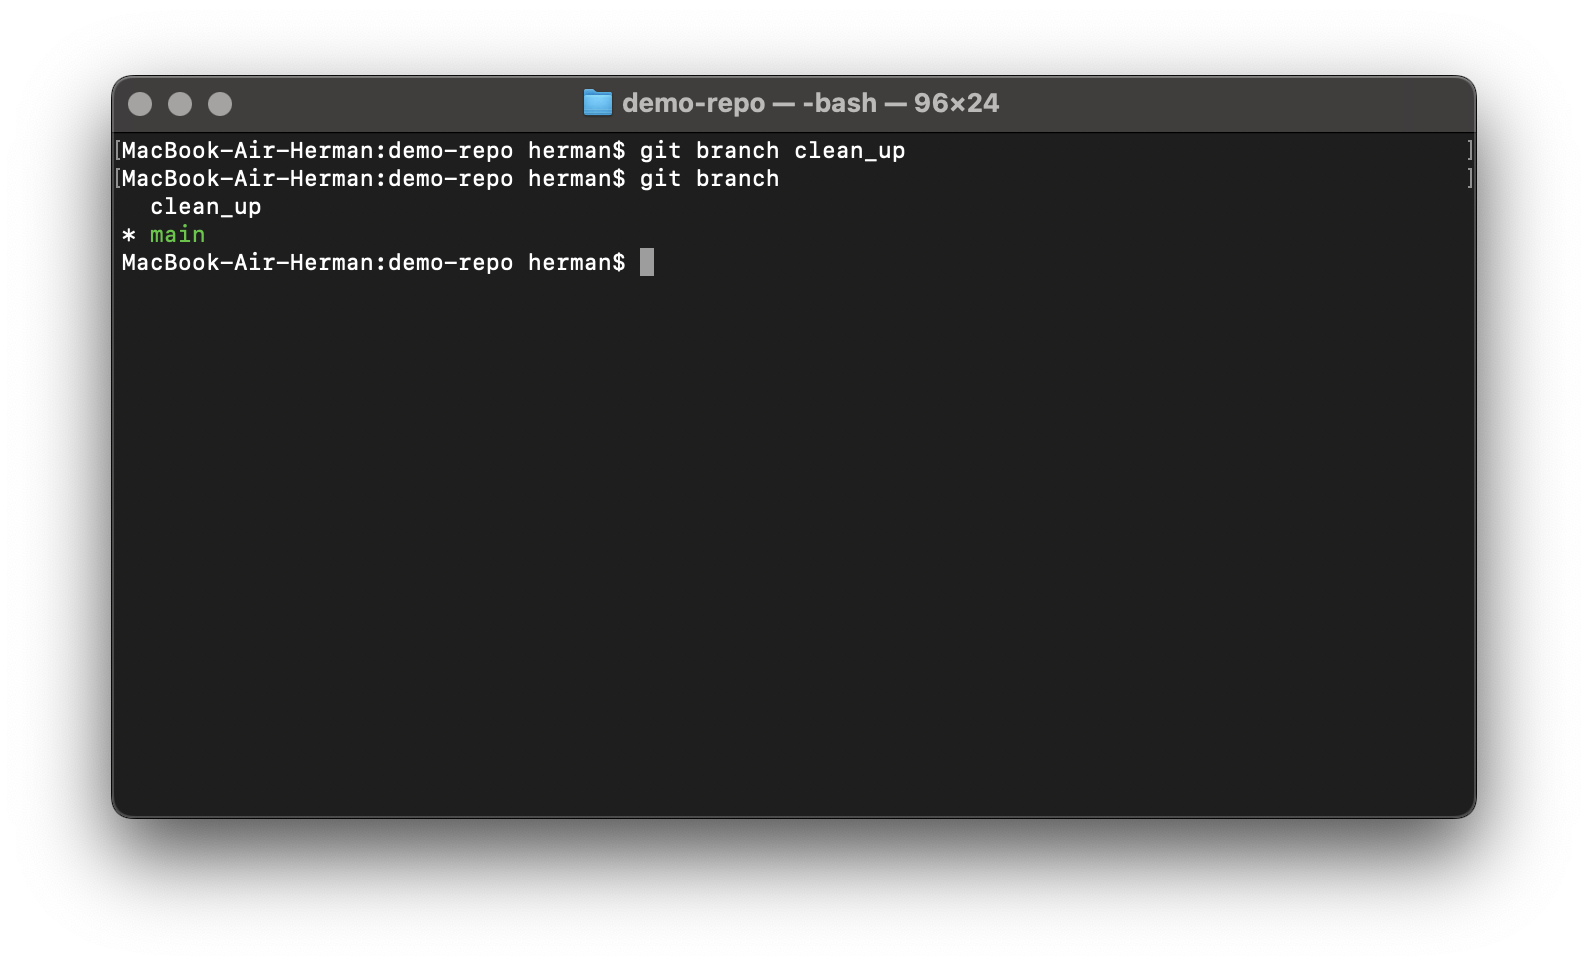 demo-repo — -bash — 96×24
[MacBook-Air-Herman:demo-repo herman$ git branch clean_up ]
[MacBook-Air-Herman:demo-repo herman$ git branch ]
  clean_up
* main
MacBook-Air-Herman:demo-repo herman$